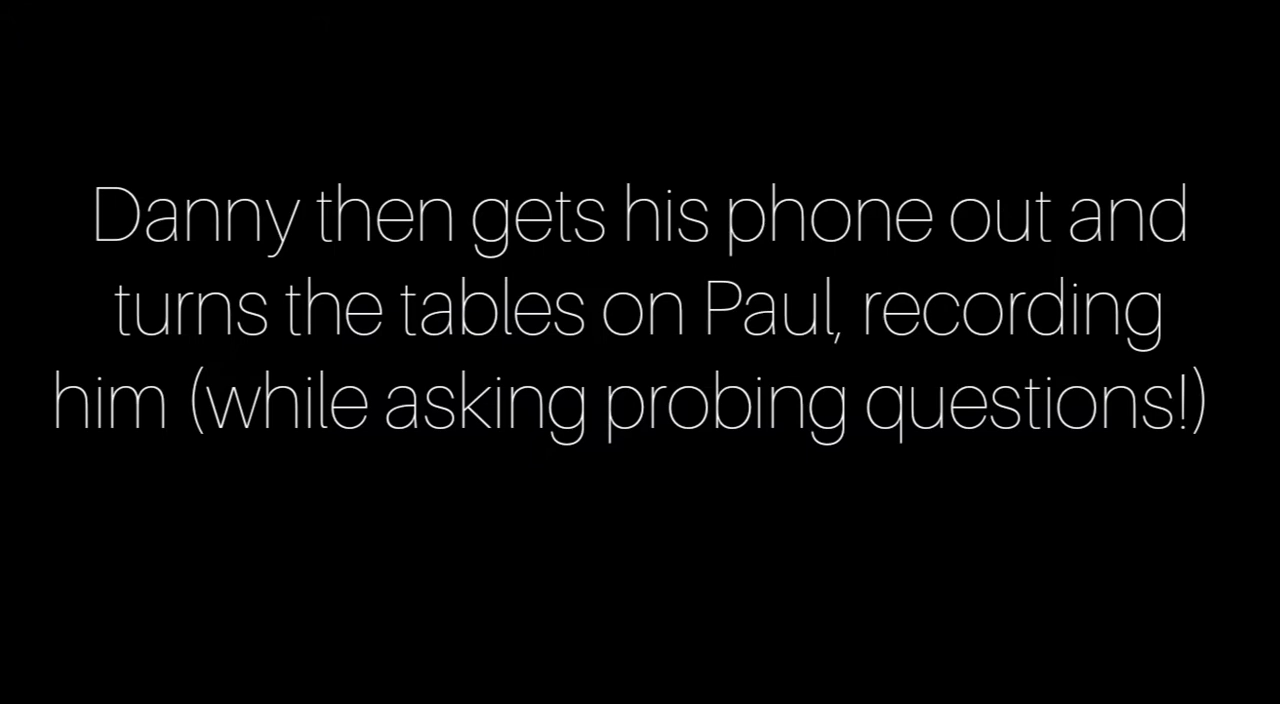 Danny then gets his phone out and
turns the tables on Paul, recording
him (while asking probing questions!)